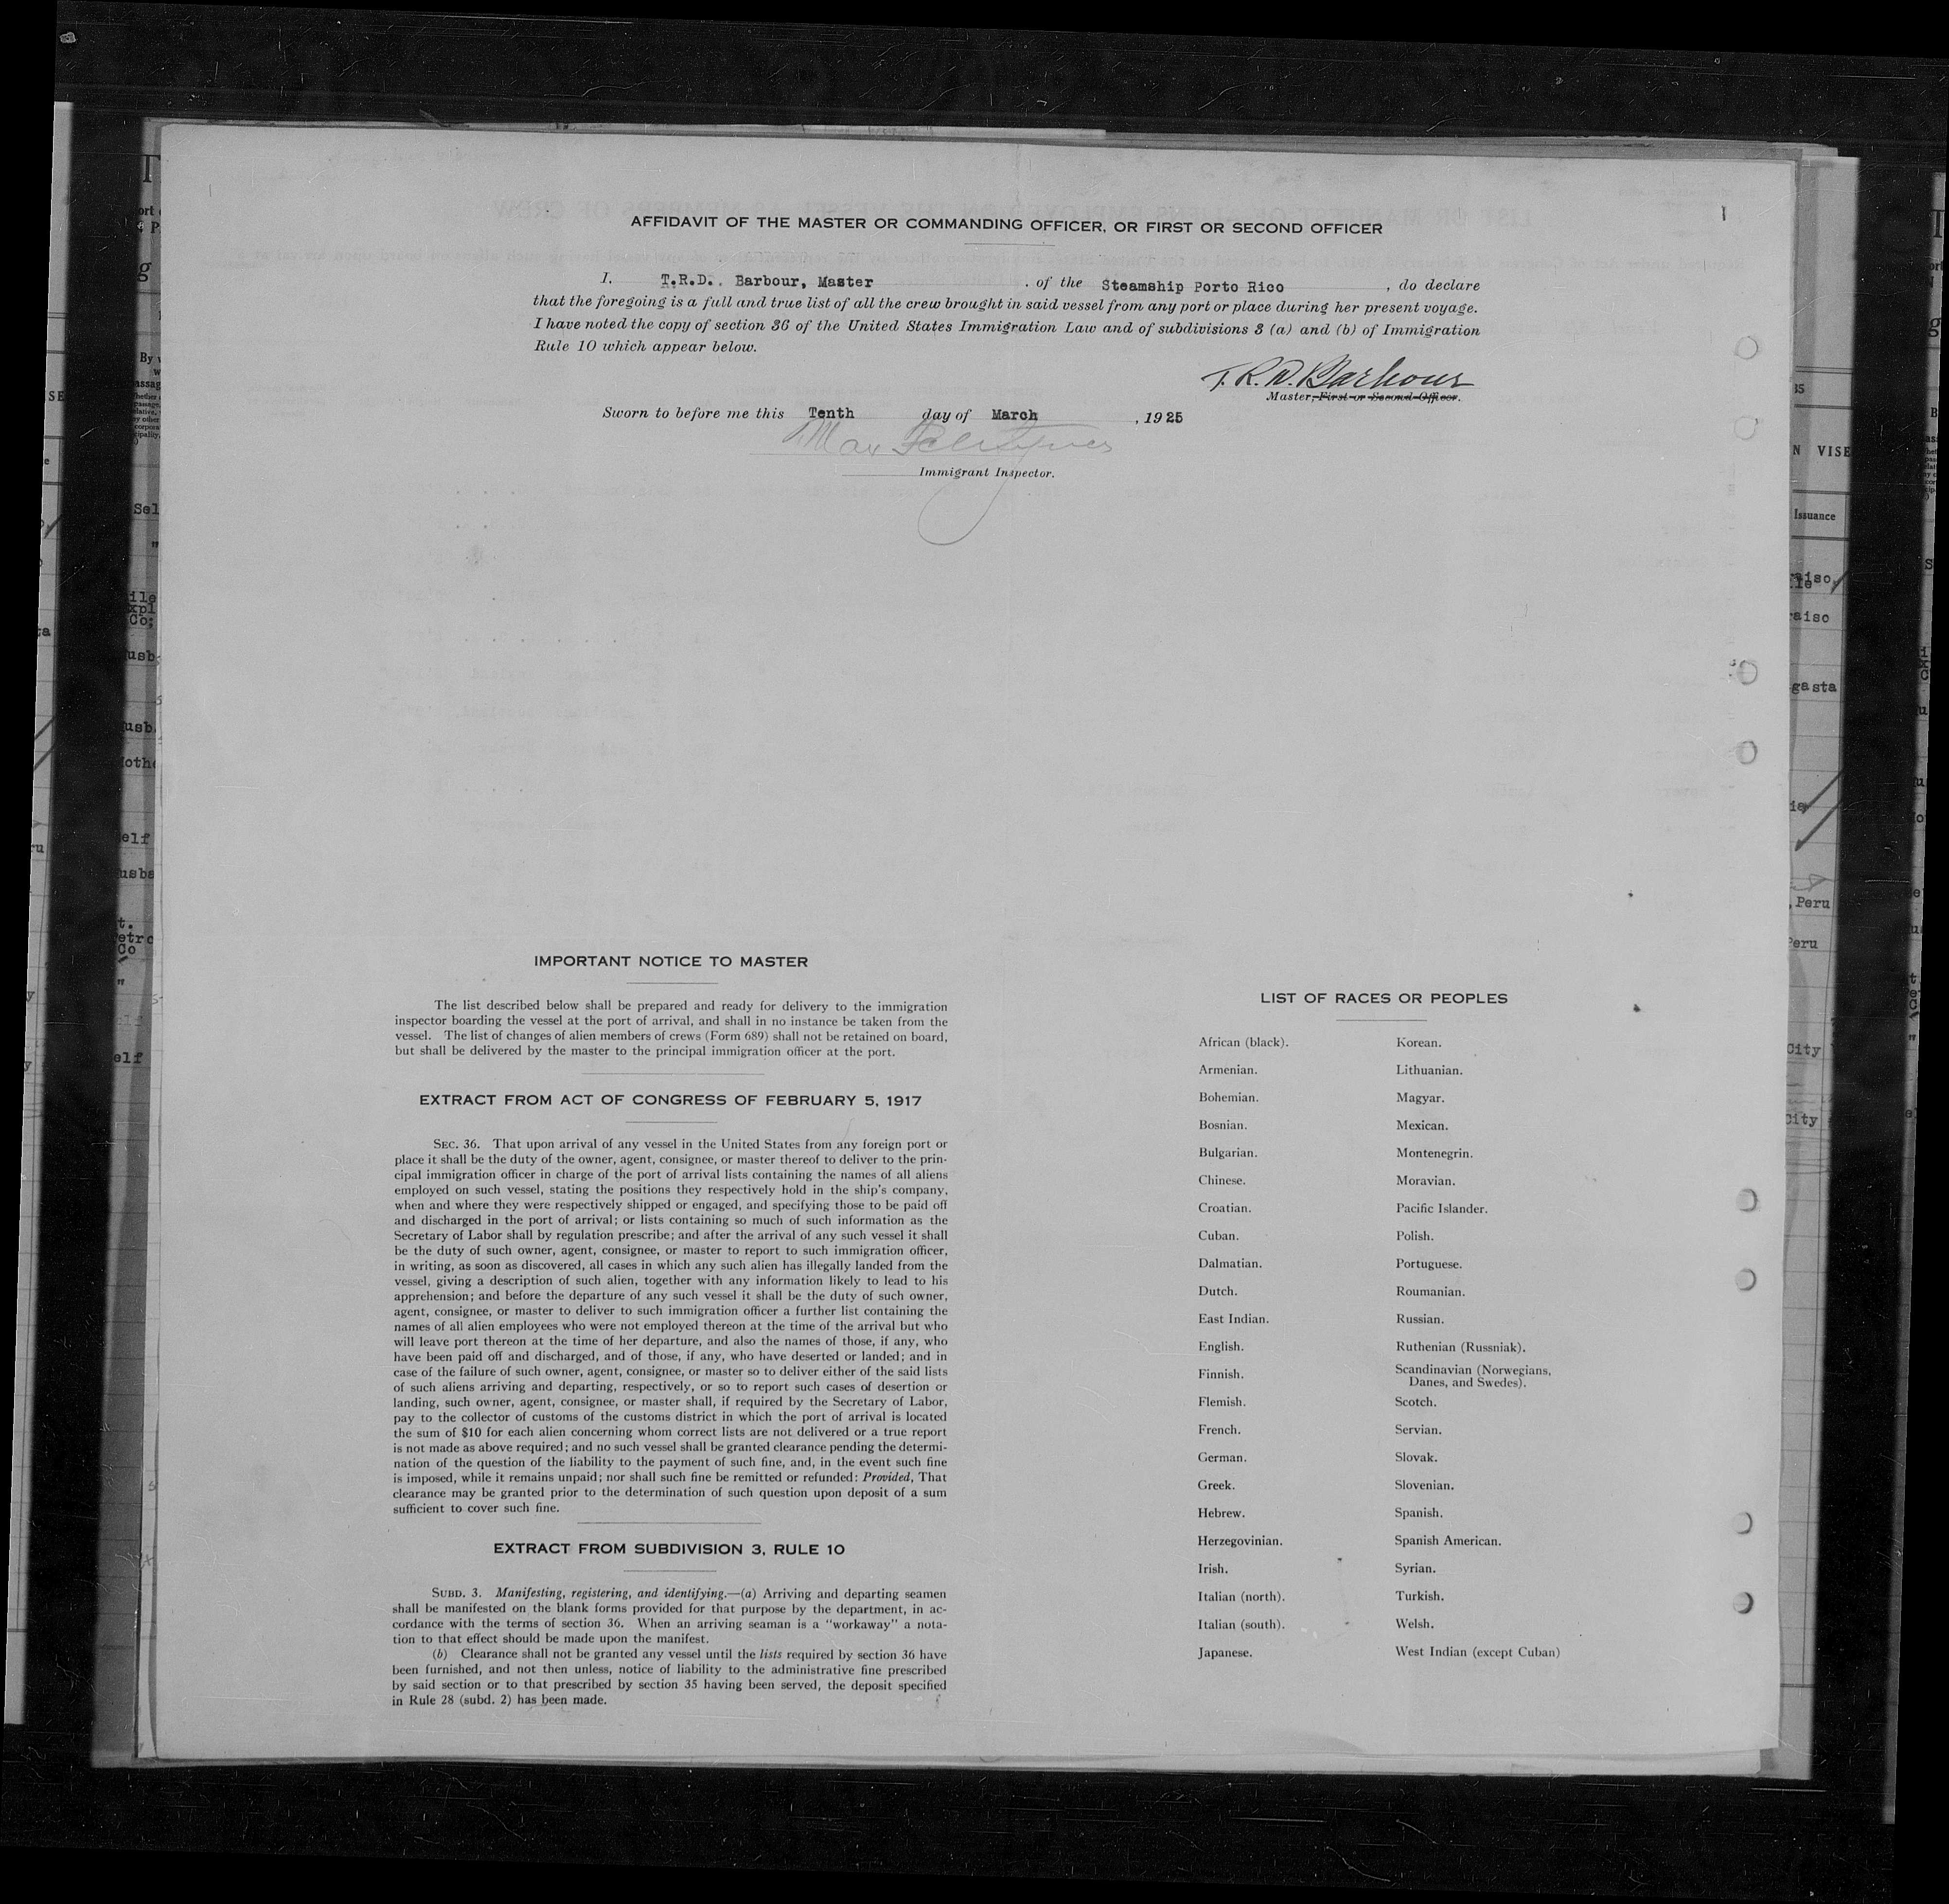 AFFIDAVIT OF THE MASTER OR COMMANDING OFFICER, OR FIRST OR SECOND OFFICER
I. T.R.D. Barbour, Master . of the Steamship Porto Rico , do declare
that the foregoing is a full and true list of all the crew brought in said vessel from any port or place during her present voyage.
I have noted the copy of section 36 of the United States Immigration Law and of subdivisions 3 (a) and (b) of Immigration
Rule 10 which appear below.
T. R. D. Barbour
Master, First or Second Officer.
Sworn to before me this Tenth day of March , 1925
Immigrant Inspector.
IMPORTANT NOTICE TO MASTER
The list described below shall be prepared and ready for delivery to the immigration
inspector boarding the vessel at the port of arrival, and shall in no instance be taken from the
vessel. The list of changes of alien members of crews (Form 689) shall not be retained on board,
but shall be delivered by the master to the principal immigration officer at the port.
EXTRACT FROM ACT OF CONGRESS OF FEBRUARY 5, 1917
SEC. 36. That upon arrival of any vessel in the United States from any foreign port or
place it shall be the duty of the owner, agent, consignee, or master thereof to deliver to the prin-
cipal immigration officer in charge of the port of arrival lists containing the names of all aliens
employed on such vessel, stating the positions they respectively hold in the ship's company,
when and where they were respectively shipped or engaged, and specifying those to be paid off
and discharged in the port of arrival; or lists containing so much of such information as the
Secretary of Labor shall by regulation prescribe; and after the arrival of any such vessel it shall
be the duty of such owner, agent, consignee, or master to report to such immigration officer,
in writing, as soon as discovered, all cases in which any such alien has illegally landed from the
vessel, giving a description of such alien, together with any information likely to lead to his
apprehension; and before the departure of any such vessel it shall be the duty of such owner,
agent, consignee, or master to deliver to such immigration officer a further list containing the
names of all alien employees who were not employed thereon at the time of the arrival but who
will leave port thereon at the time of her departure, and also the names of those, if any, who
have been paid off and discharged, and of those, if any, who have deserted or landed; and in
case of the failure of such owner, agent, consignee, or master so to deliver either of the said lists
of such aliens arriving and departing, respectively, or so to report such cases of desertion or
landing, such owner, agent, consignee, or master shall, if required by the Secretary of Labor,
pay to the collector of customs of the customs district in which the port of arrival is located
the sum of $10 for each alien concerning whom correct lists are not delivered or a true report
is not made as above required; and no such vessel shall be granted clearance pending the determi-
nation of the question of the liability to the payment of such fine, and, in the event such fine
is imposed, while it remains unpaid; nor shall such fine be remitted or refunded: Provided, That
clearance may be granted prior to the determination of such question upon deposit of a sum
sufficient to cover such fine.
EXTRACT FROM SUBDIVISION 3, RULE 10
SUBD. 3. Manifesting, registering, and identifying.—(a) Arriving and departing seamen
shall be manifested on the blank forms provided for that purpose by the department, in ac-
cordance with the terms of section 36. When an arriving seaman is a "workaway" a nota-
tion to that effect should be made upon the manifest.
(b) Clearance shall not be granted any vessel until the lists required by section 36 have
been furnished, and not then unless, notice of liability to the administrative fine prescribed
by said section or to that prescribed by section 35 having been served, the deposit specified
in Rule 28 (subd. 2) has been made.
LIST OF RACES OR PEOPLES
African (black). Korean.
Armenian. Lithuanian.
Bohemian. Magyar.
Bosnian. Mexican.
Bulgarian. Montenegrin.
Chinese. Moravian.
Croatian. Pacific Islander.
Cuban. Polish.
Dalmatian. Portuguese.
Dutch. Roumanian.
East Indian. Russian.
English. Ruthenian (Russniak).
Finnish. Scandinavian (Norwegians,
Danes, and Swedes).
Flemish. Scotch.
French. Servian.
German. Slovak.
Greek. Slovenian.
Hebrew. Spanish.
Herzegovinian. Spanish American.
Irish. Syrian.
Italian (north). Turkish.
Italian (south). Welsh.
Japanese. West Indian (except Cuban)